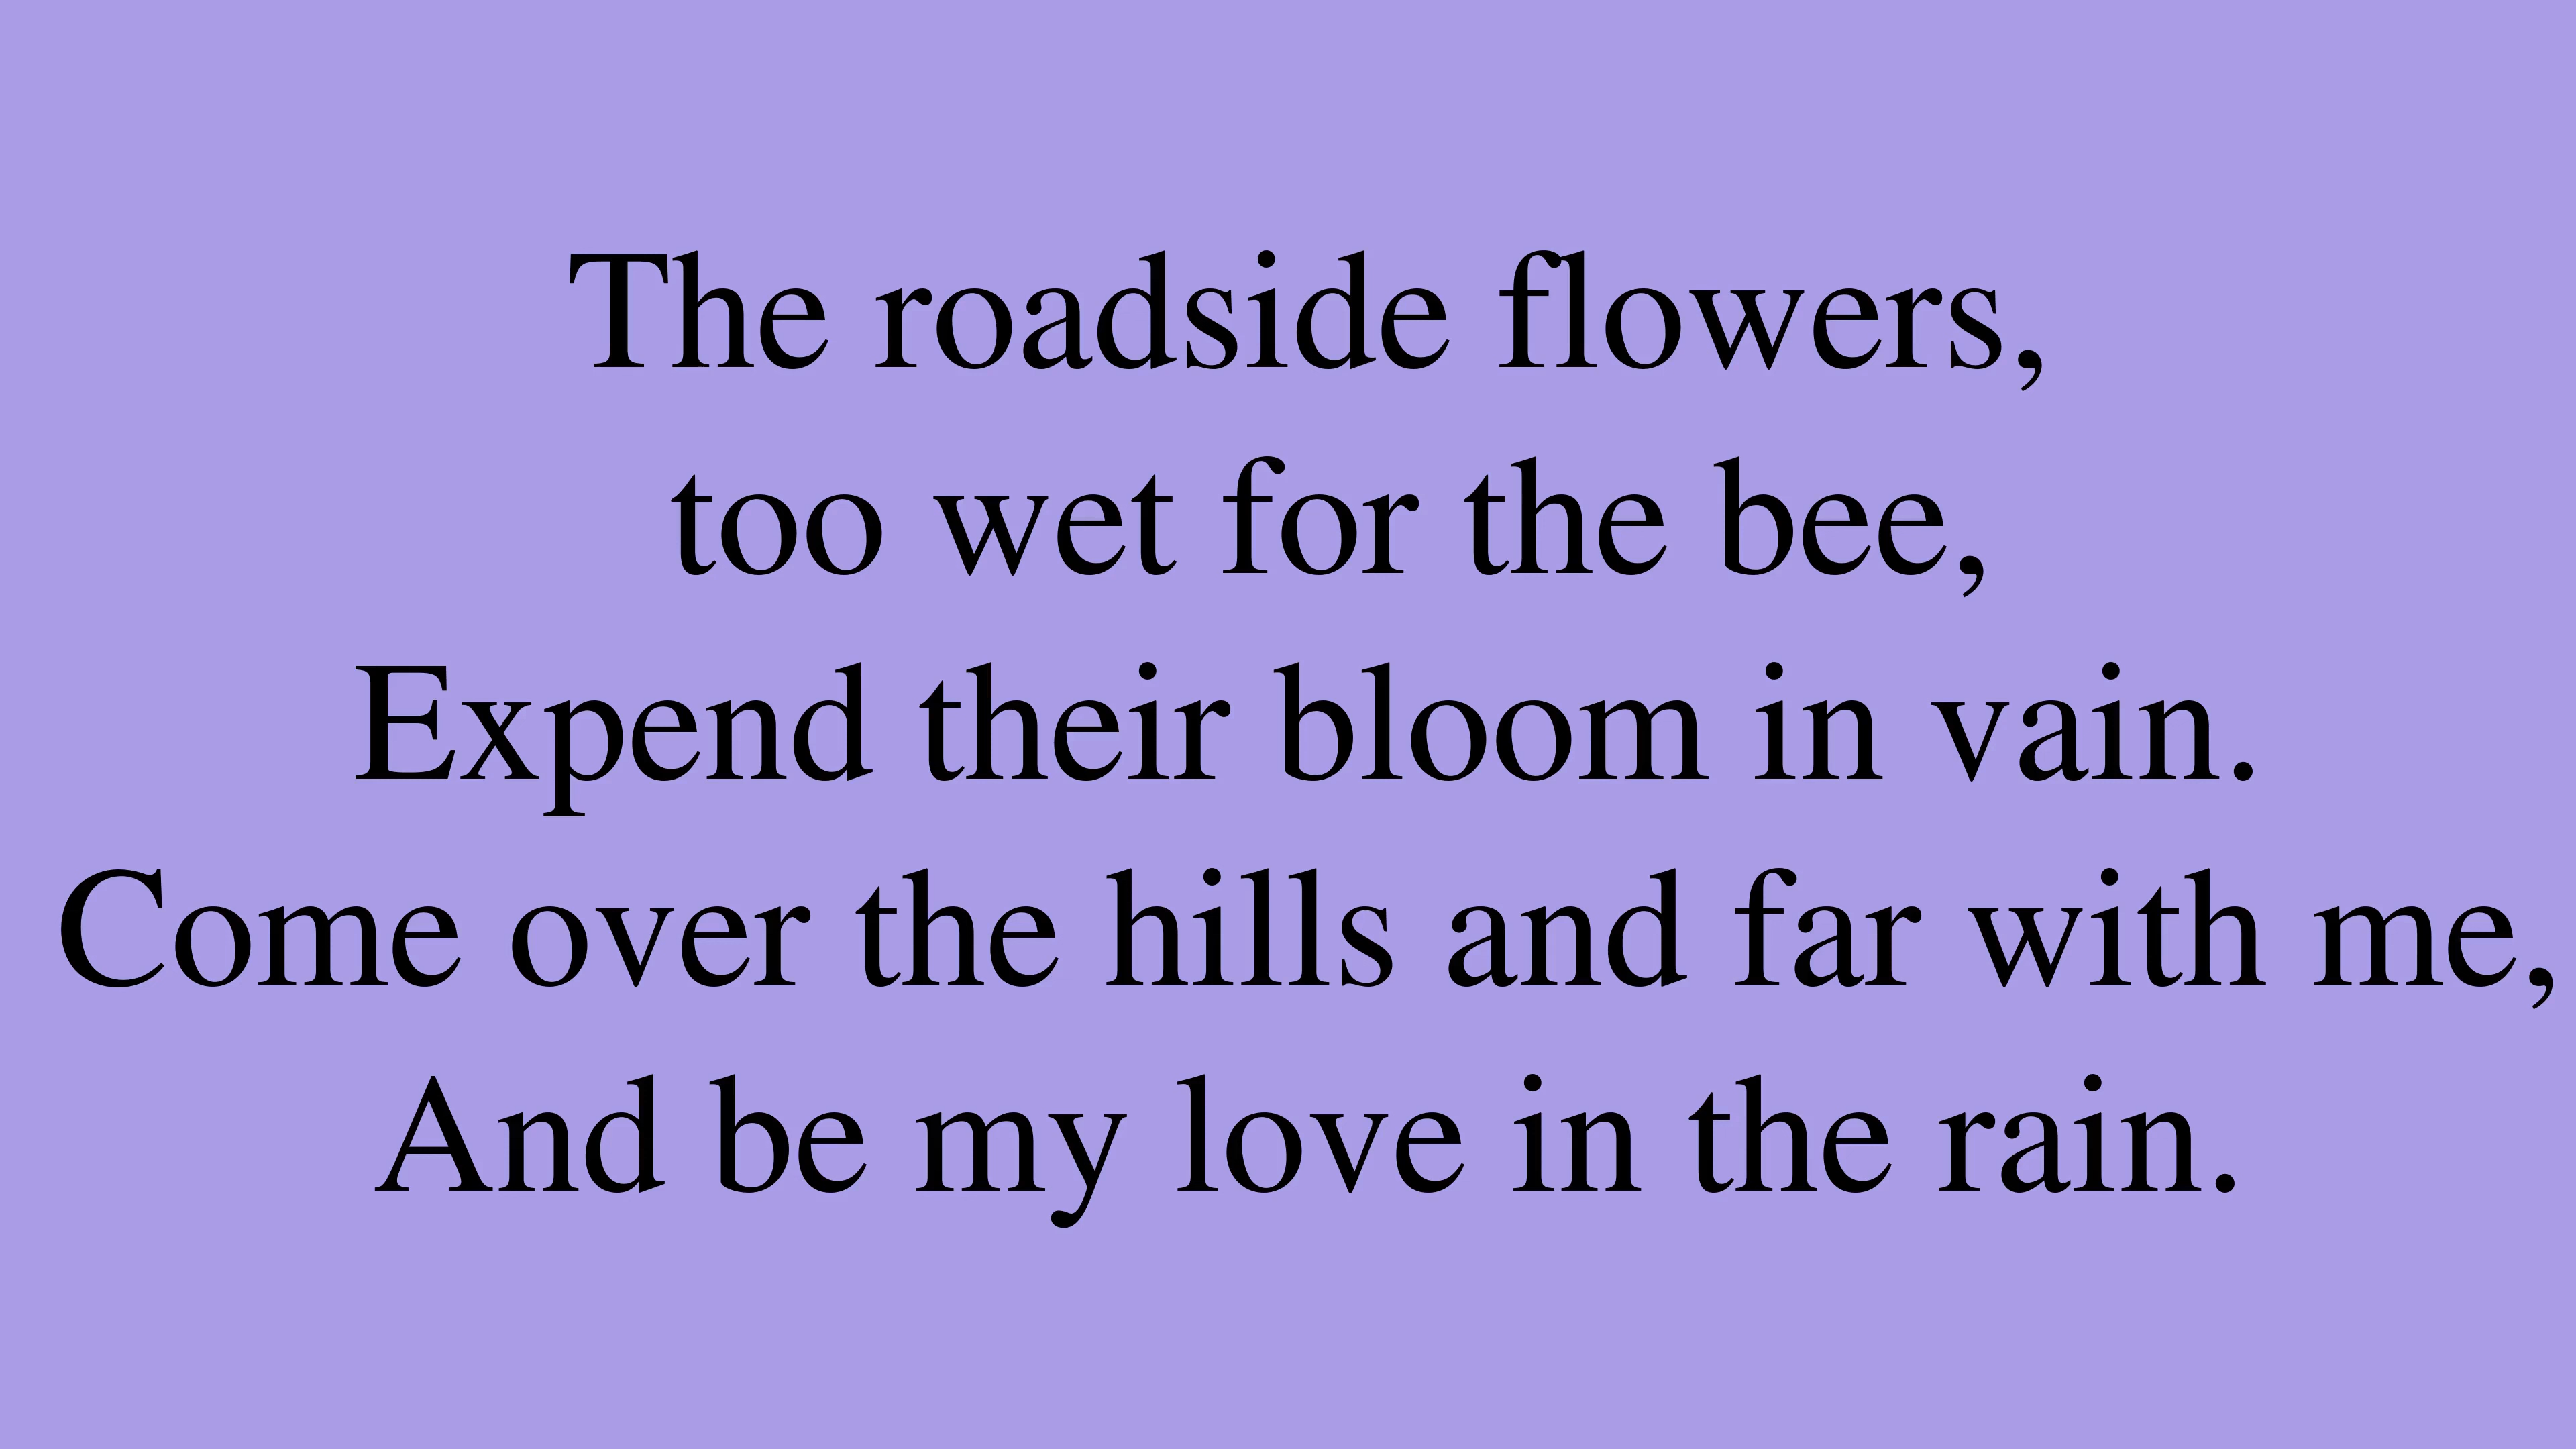 The roadside flowers,
too wet for the bee,
Expend their bloom in vain.
Come over the hills and far with me,
And be my love in the rain.